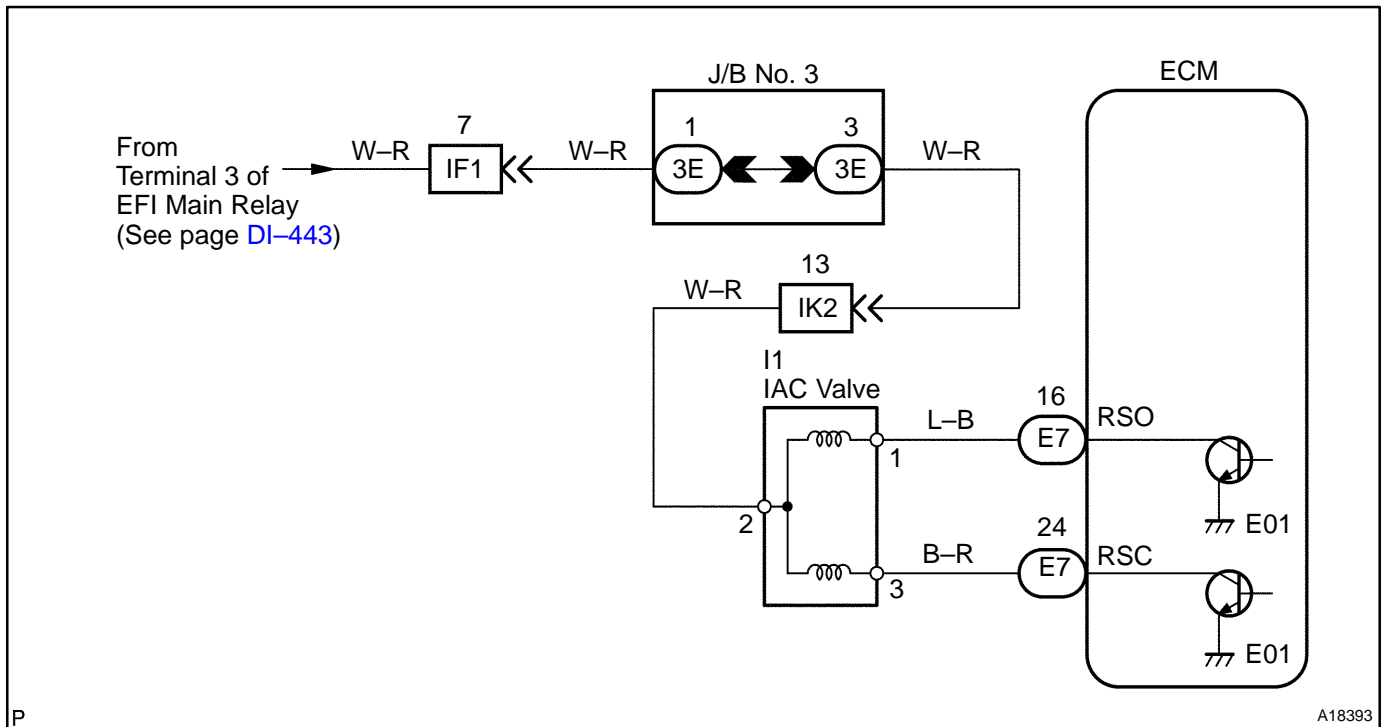 J/B No. 3
ECM
From
Terminal 3 of
EFI Main Relay
(See page DI–443)
W–R
7
IF1
W–R
1
3E
3
3E
W–R
W–R
13
IK2
I1
IAC Valve
2
1
3
L–B
16
E7
RSO
E01
B–R
24
E7
RSC
E01
P
A18393